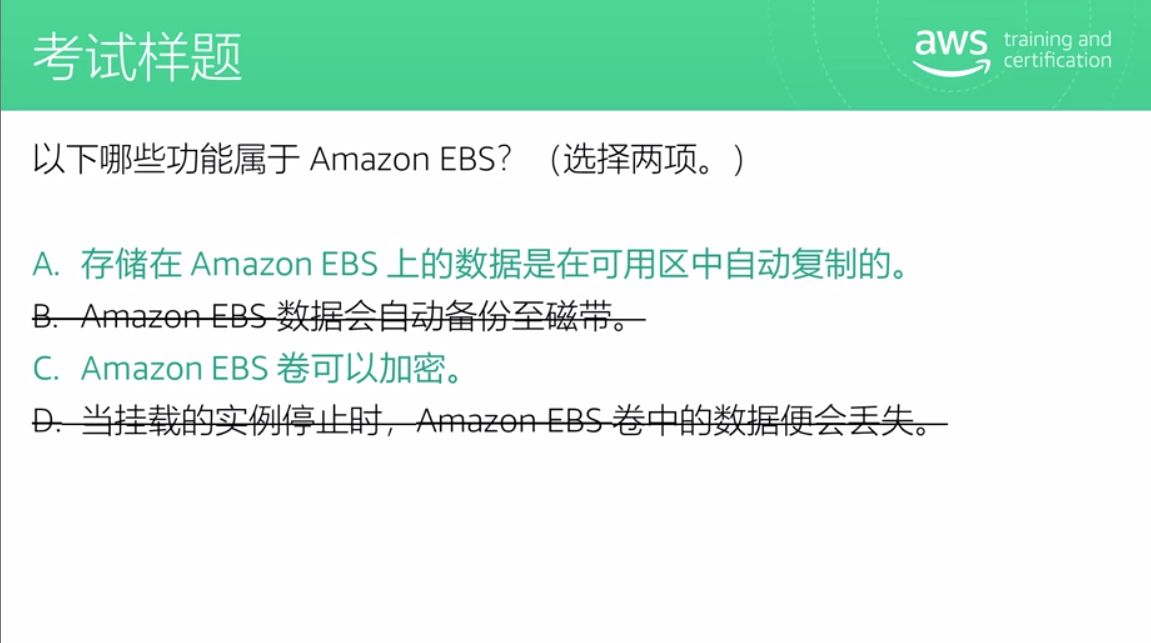 考试样题
aws training and
certification
以下哪些功能属于 Amazon EBS? （选择两项。）
A. 存储在 Amazon EBS 上的数据是在可用区中自动复制的。
B. Amazon EBS 数据会自动备份至磁带。
C. Amazon EBS 卷可以加密。
D. 当挂载的实例停止时，Amazon EBS 卷中的数据便会丢失。